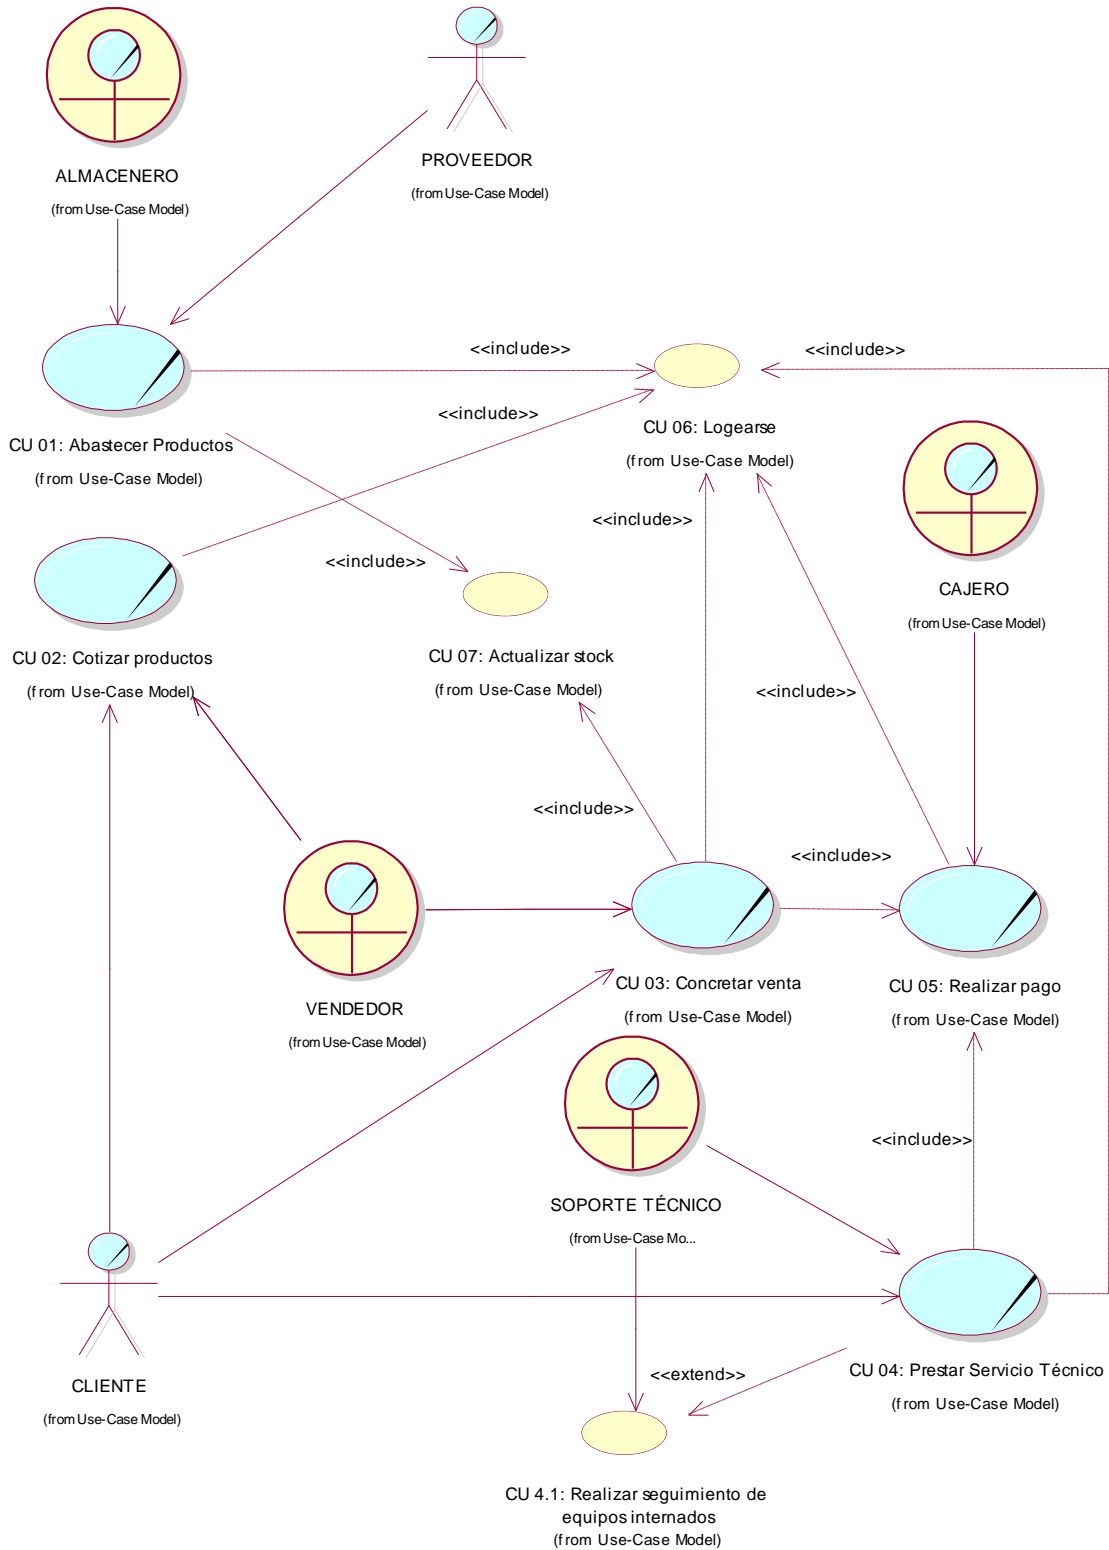 PROVEEDOR
(from Use-Case Model)
ALMACENERO
(from Use-Case Model)
<<include>>
<<include>>
<<include>>
CU 06: Logearse
(from Use-Case Model)
CU 01: Abastecer Productos
(from Use-Case Model)
<<include>>
<<include>>
CAJERO
(from Use-Case Model)
CU 02: Cotizar productos
(from Use-Case Model)
CU 07: Actualizar stock
(from Use-Case Model)
<<include>>
<<include>>
<<include>>
CU 03: Concretar venta
(from Use-Case Model)
CU 05: Realizar pago
(from Use-Case Model)
VENDEDOR
(from Use-Case Model)
<<include>>
SOPORTE TÉCNICO
(from Use-Case Mo...
CLIENTE
(from Use-Case Model)
<<extend>>
CU 04: Prestar Servicio Técnico
(from Use-Case Model)
CU 4.1: Realizar seguimiento de
equipos internados
(from Use-Case Model)